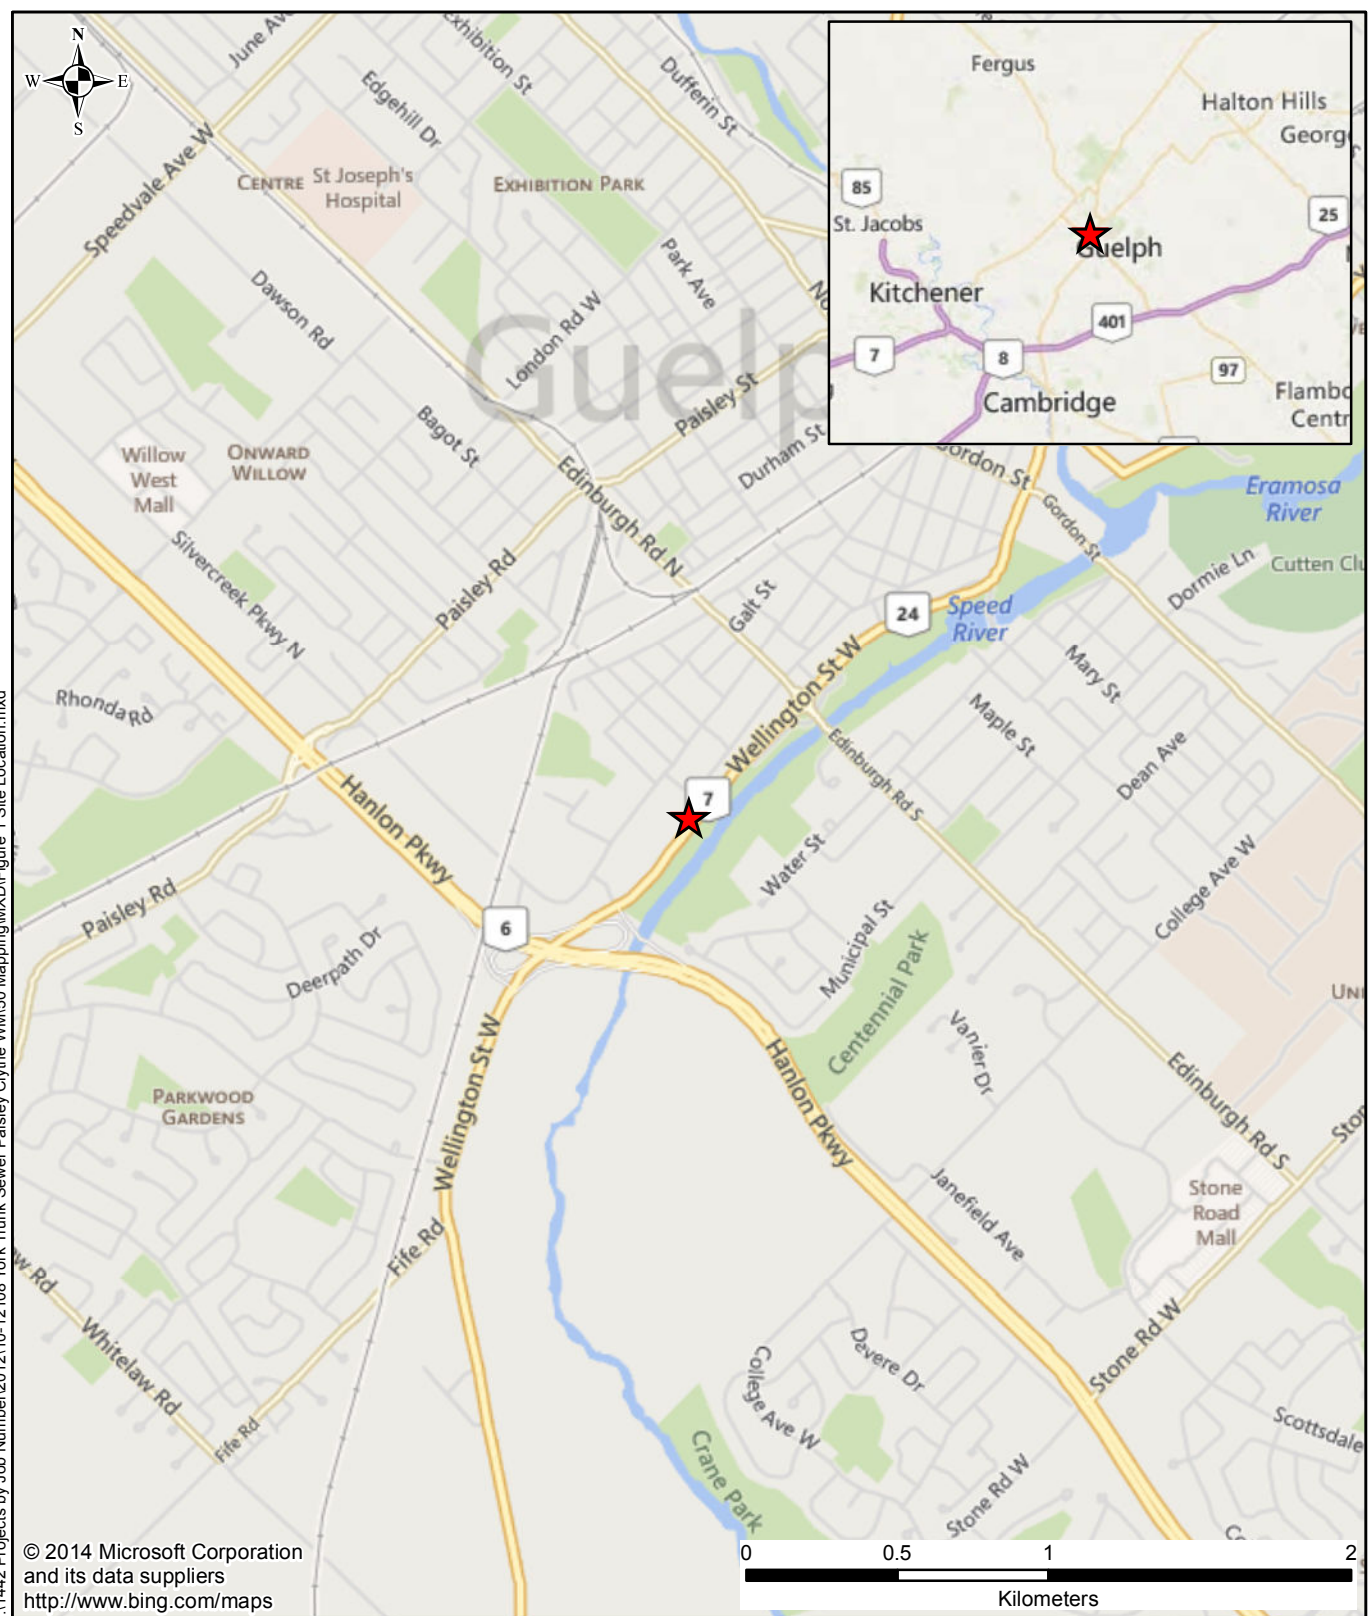 N
W
E
S
June Ave
Exhibition St
Dufferin St
Edgehill Dr
Speedvale Ave W
CENTRE
St Joseph's
Hospital
EXHIBITION PARK
Park Ave
Dawson Rd
London Rd W
Guelp
Paisley St
Bagot St
Durham St
Willow
West
Mall
ONWARD
WILLOW
Edinburgh Rd N
Silvercreek Pkwy N
Paisley Rd
Galt St
Gordon St
Gordon St
Eramosa
River
Dormie Ln
Cutten Clu
24
Speed
River
Mary St
Maple St
Dean Ave
Rhonda Rd
Wellington St W
Edinburgh Rd S
7
Hanlon Pkwy
Water St
College Ave W
Paisley Rd
6
Municipal St
Deerpath Dr
Centennial Park
UNI
Vanier Dr
Wellington St W
Hanlon Pkwy
PARKWOOD
GARDENS
Edinburgh Rd S
Janefield Ave
Stone
Road
Mall
Fife Rd
Whitelaw Rd
Stone Rd W
Devere Dr
College Ave W
Fife Rd
Scottsdale
Crane Park
Stone Rd W
Fergus
Halton Hills
Georg
85
St. Jacobs
25
Guelph
Kitchener
401
7
8
97
Cambridge
Flambo
Centr
© 2014 Microsoft Corporation
and its data suppliers
http://www.bing.com/maps
0 0.5 1 2
Kilometers